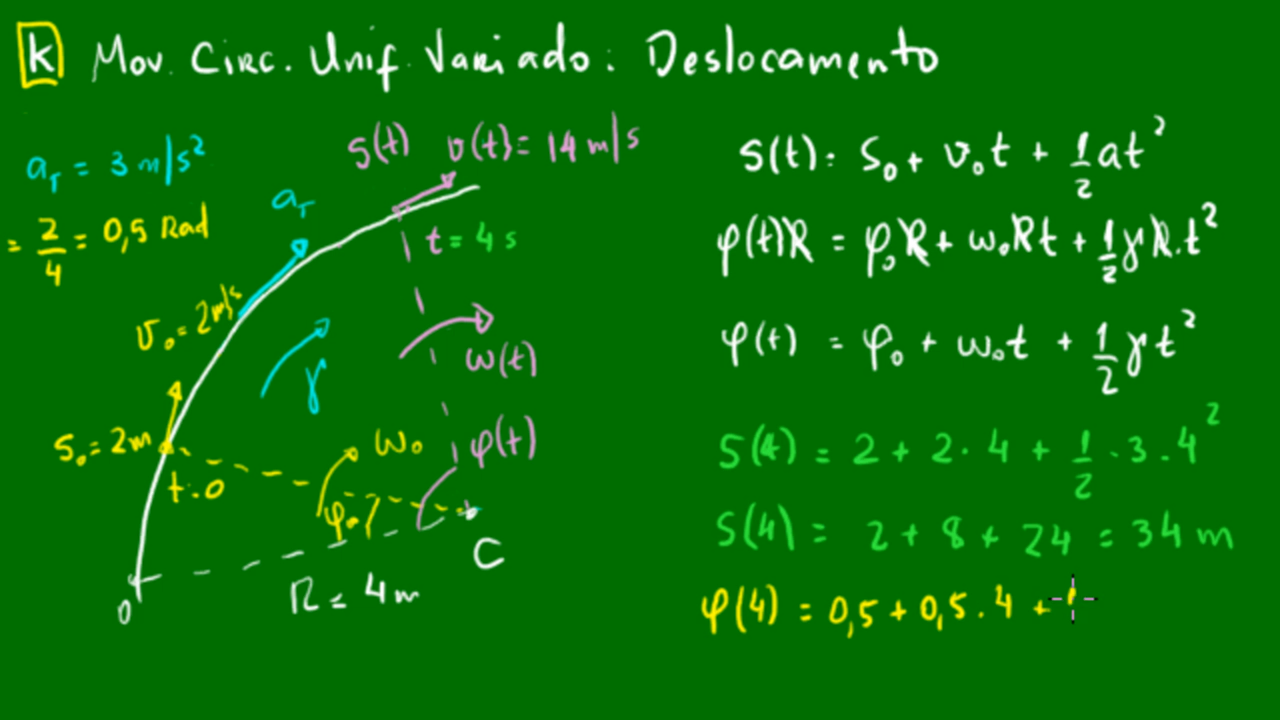 k Mov. Circ. Unif. Variado: Deslocamento
a_T = 3 m/s²
= 2/4 = 0,5 Rad
a_T
S(t) v(t) = 14 m/s
t = 4 s
v₀ = 2m/s
γ
ω(t)
S₀ = 2m
t=0
ω₀
φ(t)
φ₀
C
R = 4m
0
S(t) = S₀ + v₀t + 1/2 at²
φ(t)R = φ₀R + ω₀Rt + 1/2 γR.t²
φ(t) = φ₀ + ω₀t + 1/2 γt²
S(4) = 2 + 2·4 + 1/2 · 3 · 4²
S(4) = 2 + 8 + 24 = 34 m
φ(4) = 0,5 + 0,5 . 4 +